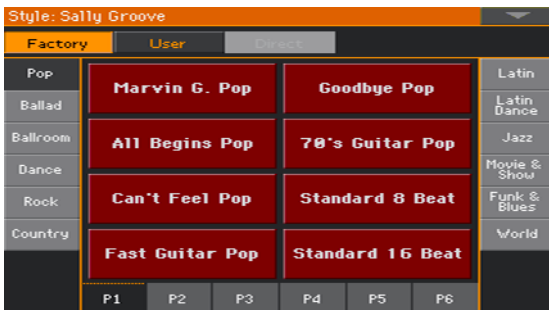 Style: Sally Groove
Factory User Direct
Pop
Ballad
Ballroom
Dance
Rock
Country
Marvin G. Pop
Goodbye Pop
All Begins Pop
70's Guitar Pop
Can't Feel Pop
Standard 8 Beat
Fast Guitar Pop
Standard 16 Beat
Latin
Latin
Dance
Jazz
Movie &
Show
Funk &
Blues
World
P1 P2 P3 P4 P5 P6